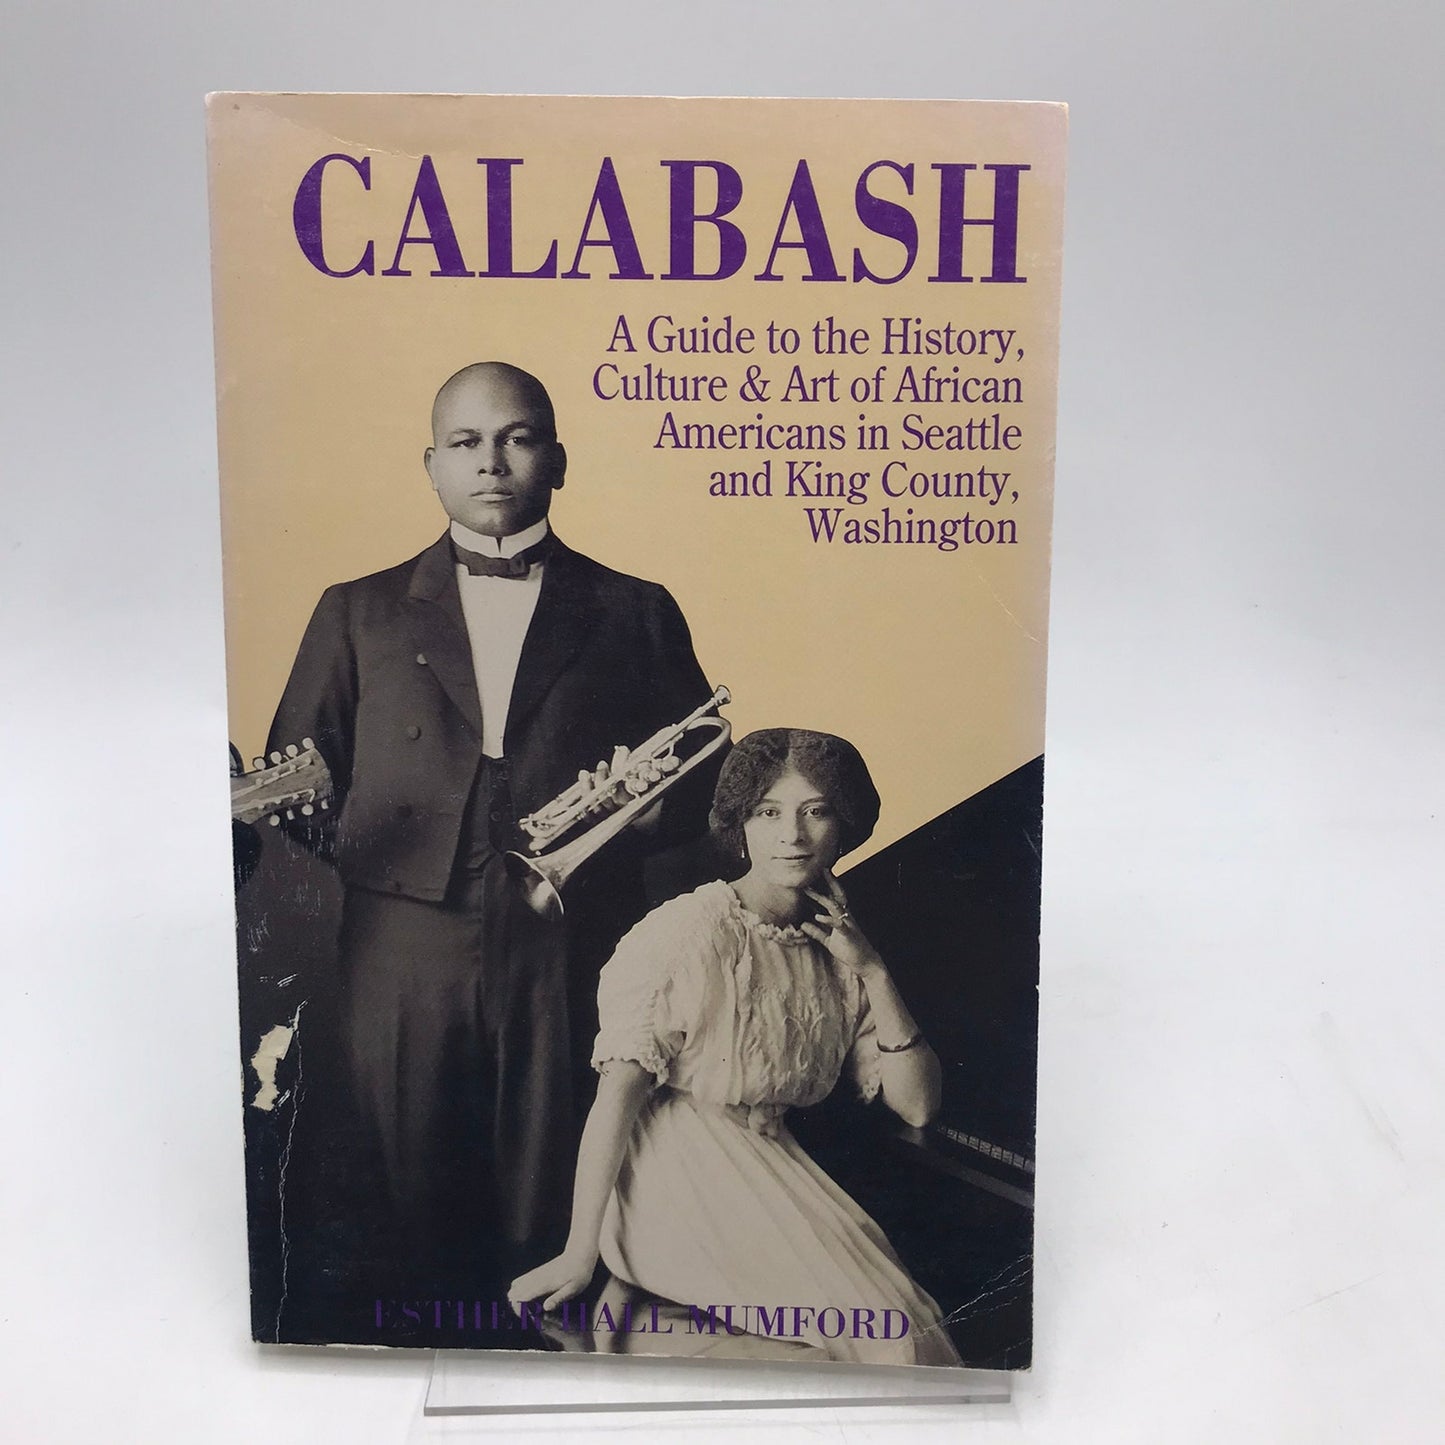 CALABASH
A Guide to the History,
Culture & Art of African
Americans in Seattle
and King County,
Washington
ESTHER HALL MUMFORD